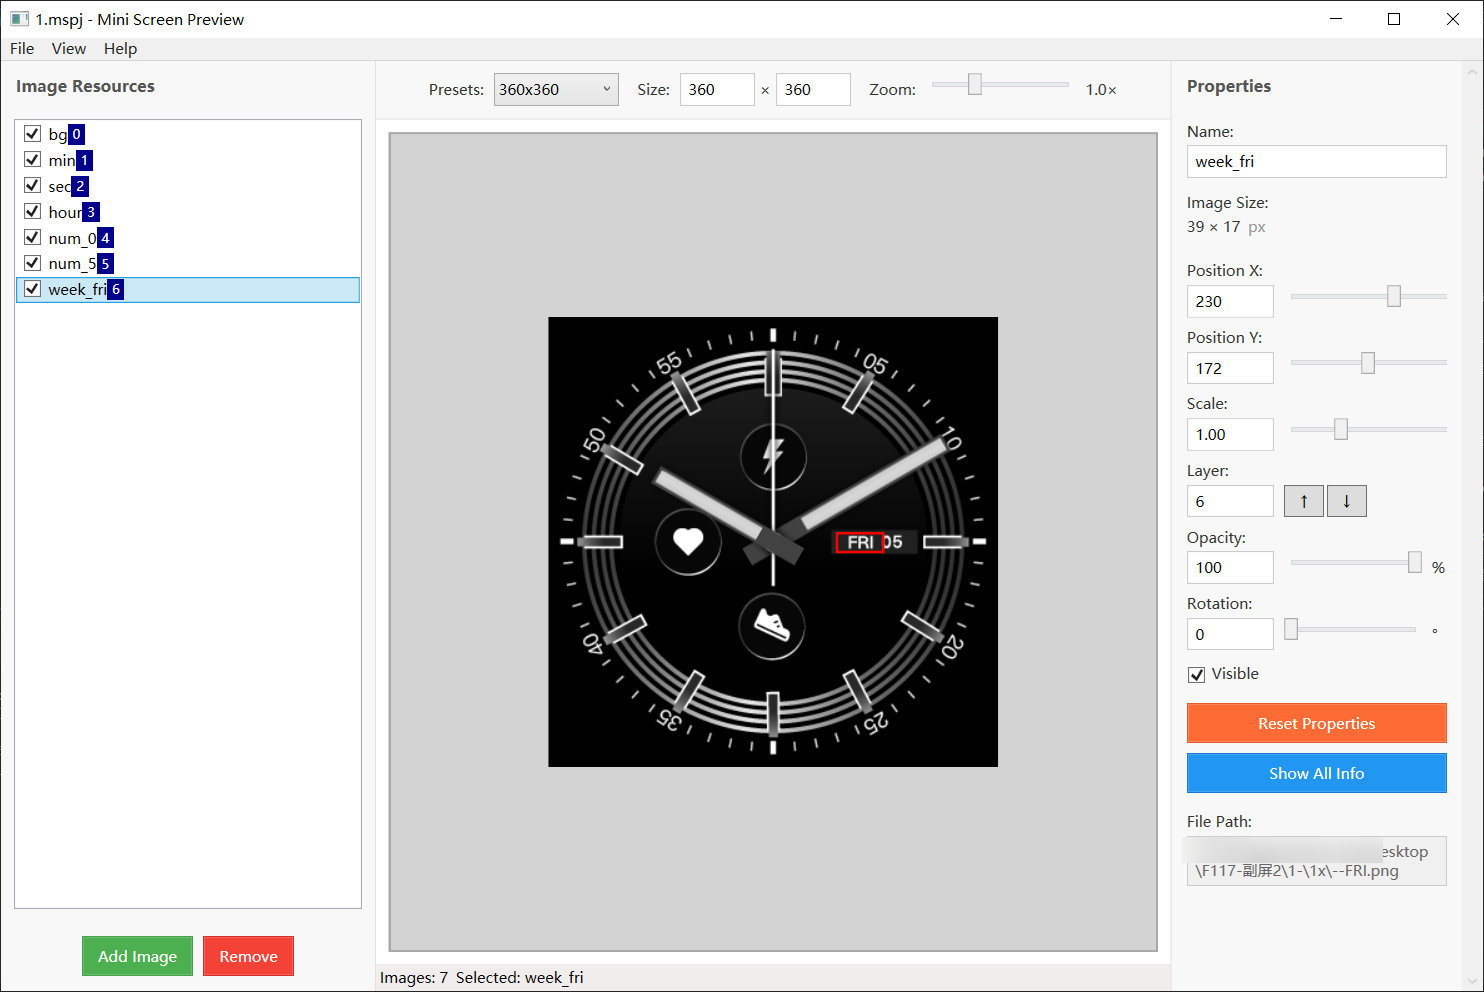 1.mspj - Mini Screen Preview
File View Help
Image Resources
bg 0
min 1
sec 2
hour 3
num_0 4
num_5 5
week_fri 6
Add Image Remove
Presets: 360x360 Size: 360 × 360 Zoom: 1.0×
55 05
50 10
FRI 05
40 20
35 25
Images: 7 Selected: week_fri
Properties
Name:
week_fri
Image Size:
39 × 17 px
Position X:
230
Position Y:
172
Scale:
1.00
Layer:
6 ↑ ↓
Opacity:
100 %
Rotation:
0 °
Visible
Reset Properties
Show All Info
File Path:
esktop
\F117-副屏2\1-\1x\--FRI.png